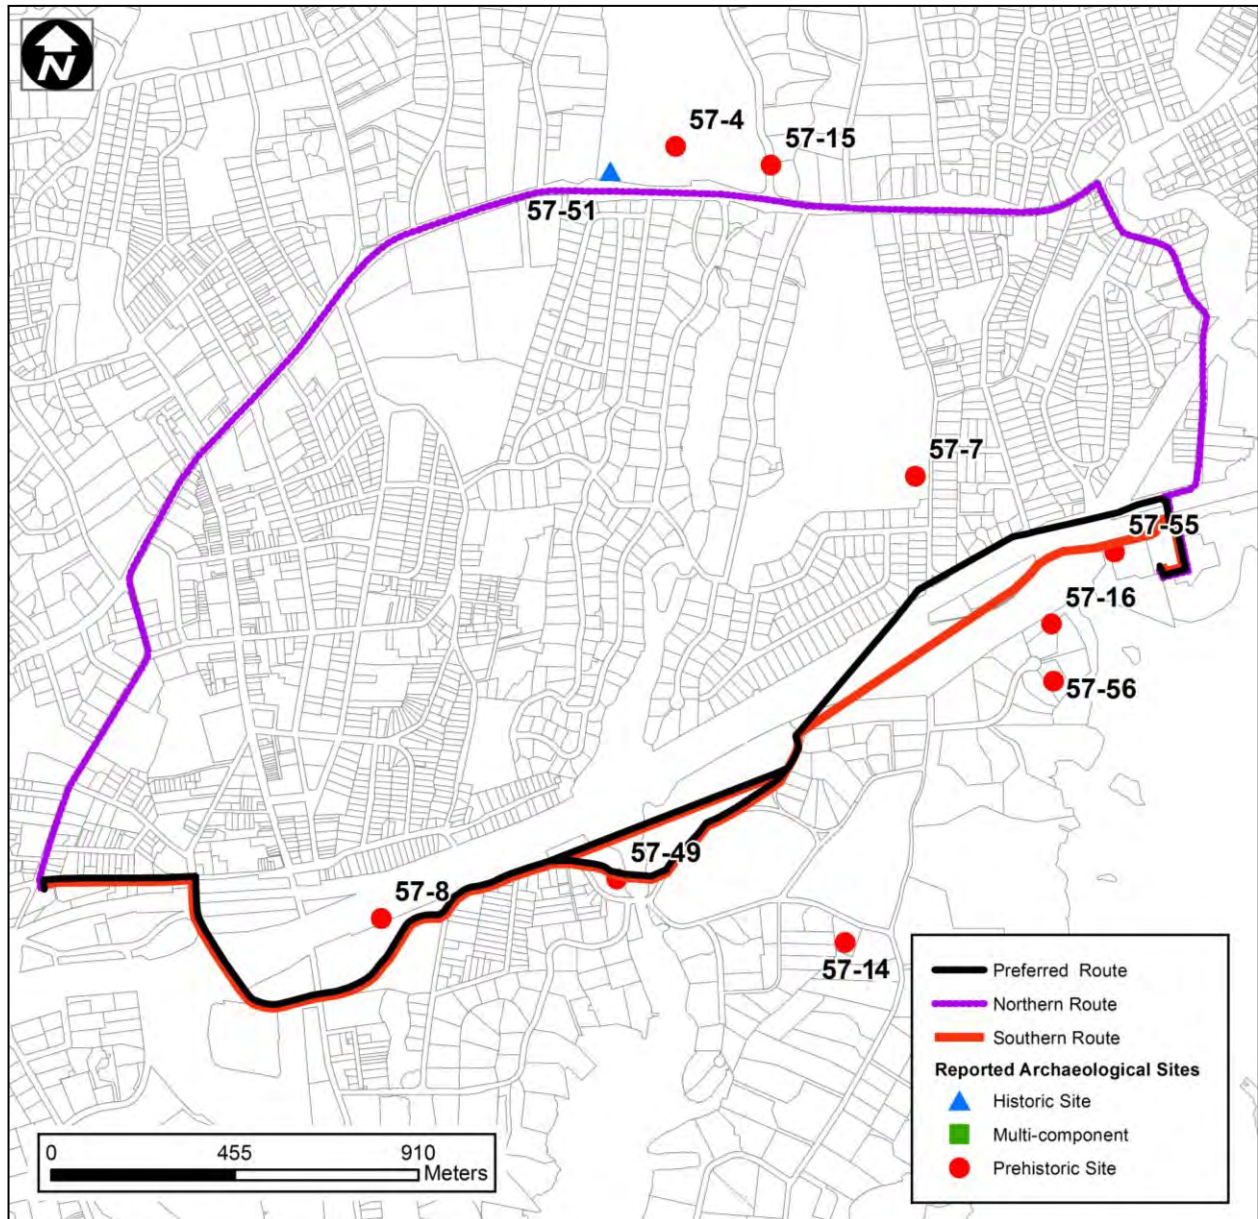 N
57-4
57-15
57-51
57-7
57-55
57-16
57-56
57-49
57-8
57-14
Preferred Route
Northern Route
Southern Route
Reported Archaeological Sites
Historic Site
Multi-component
Prehistoric Site
0 455 910
Meters